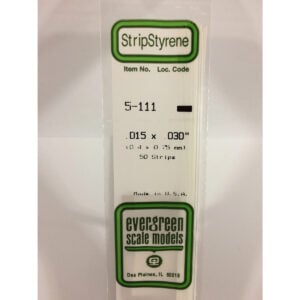 StripStyrene
Item No. Loc. Code
5-111
.015 x .030"
(0.4 x 0.75 mm)
50 Strips
Made in U.S.A.
evergreen
scale models
Des Plaines, IL 60018